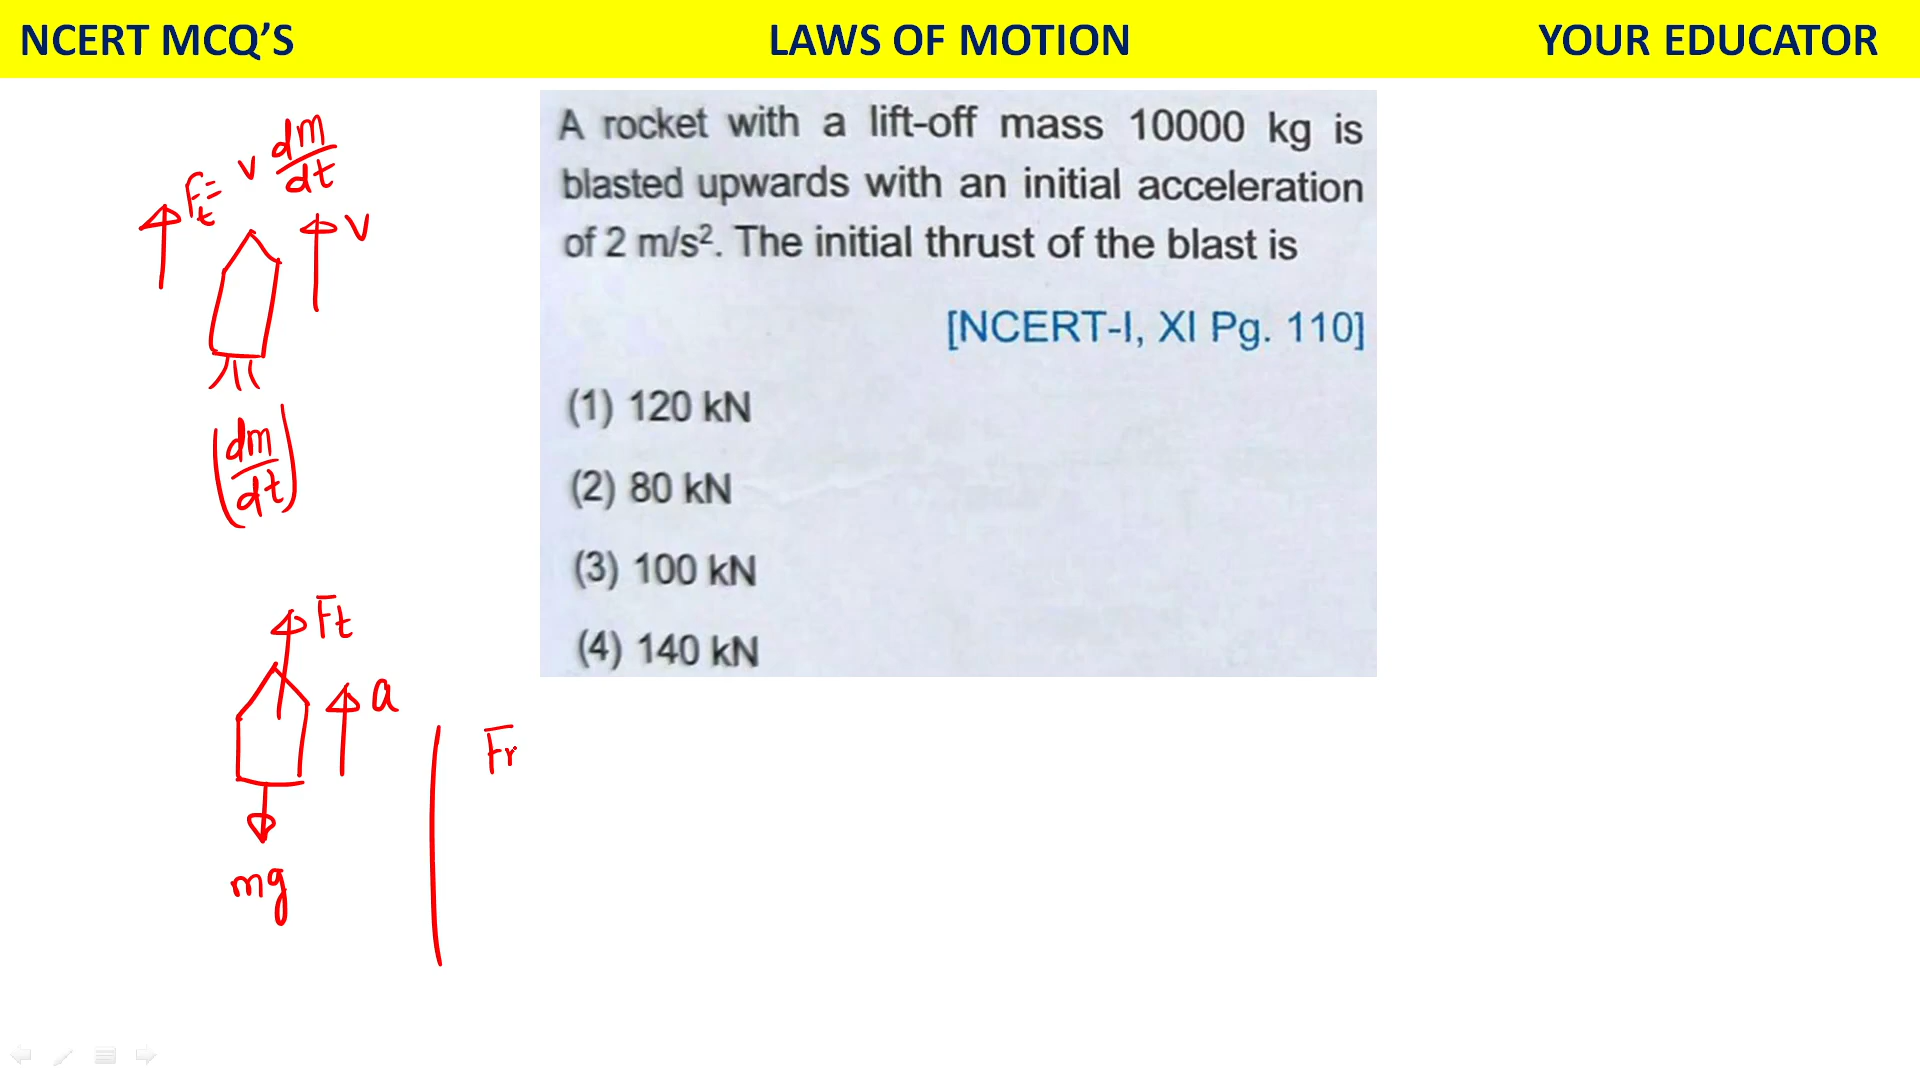 NCERT MCQ’S
LAWS OF MOTION
YOUR EDUCATOR
A rocket with a lift-off mass 10000 kg is
blasted upwards with an initial acceleration
of 2 m/s². The initial thrust of the blast is
[NCERT-I, XI Pg. 110]
(1) 120 kN
(2) 80 kN
(3) 100 kN
(4) 140 kN
Ft = v dm/dt
v
(dm/dt)
Ft
a
mg
Fr